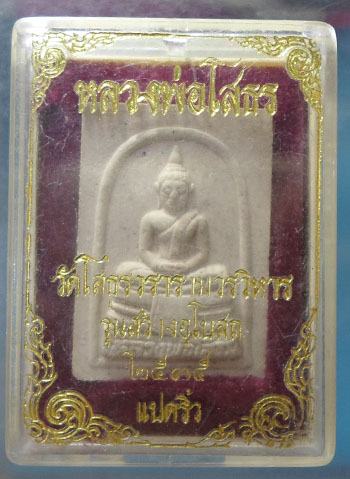 หลวงพ่อโสธร
วัดโสธรวรารามวรวิหาร
รุ่นสร้างอุโบสถ
ปี๒๕๓๕
แปดริ้ว